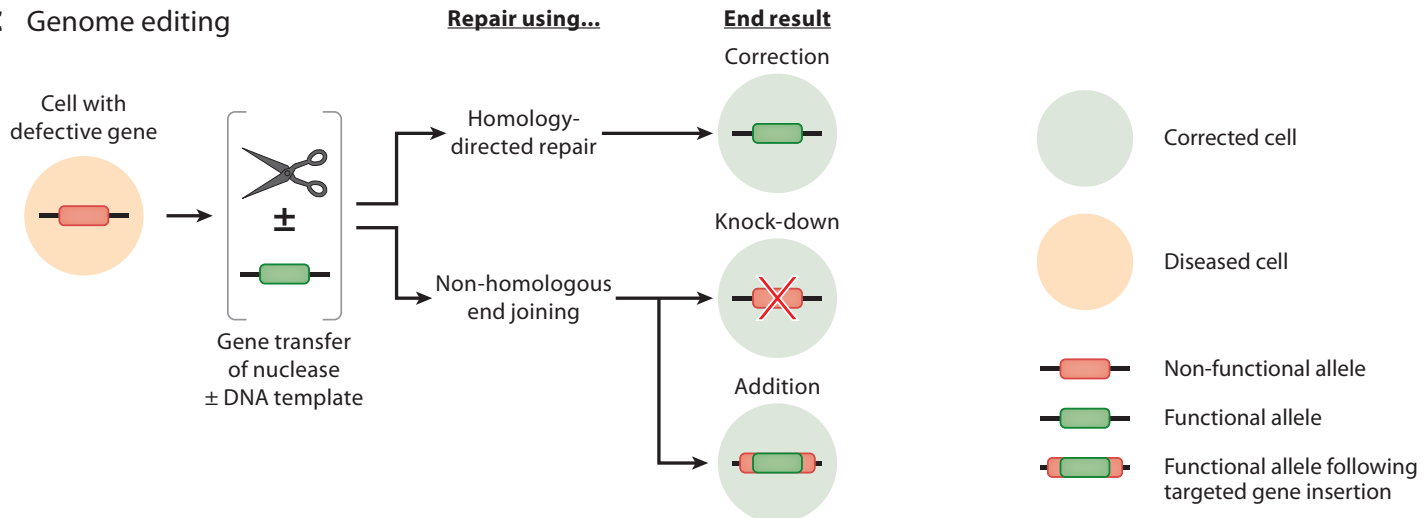 Genome editing
Repair using...
End result
Cell with
defective gene
±
Gene transfer
of nuclease
± DNA template
Homology-
directed repair
Non-homologous
end joining
Correction
Knock-down
Addition
Corrected cell
Diseased cell
Non-functional allele
Functional allele
Functional allele following
targeted gene insertion